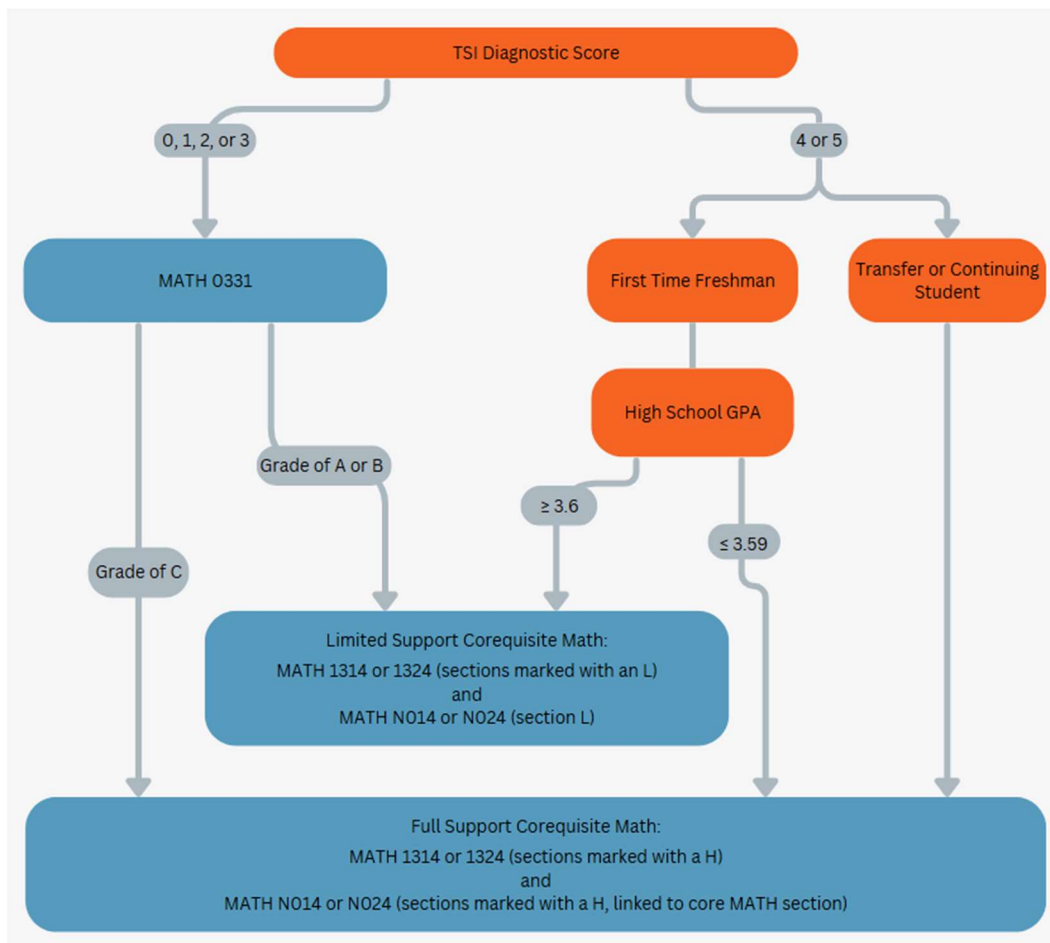 TSI Diagnostic Score
0, 1, 2, or 3
4 or 5
MATH 0331
First Time Freshman
Transfer or Continuing
Student
High School GPA
Grade of A or B
≥ 3.6
≤ 3.59
Grade of C
Limited Support Corequisite Math:
MATH 1314 or 1324 (sections marked with an L)
and
MATH N014 or N024 (section L)
Full Support Corequisite Math:
MATH 1314 or 1324 (sections marked with a H)
and
MATH N014 or N024 (sections marked with a H, linked to core MATH section)